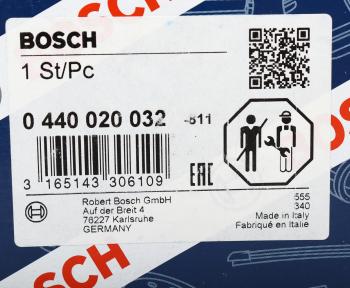 BOSCH
1 St/Pc
0 440 020 032 -811
3 165143 306109
EAC
Robert Bosch GmbH
Auf der Breit 4
76227 Karlsruhe
GERMANY
555
340
Made in Italy
Fabriqué en Italie
BOSCH